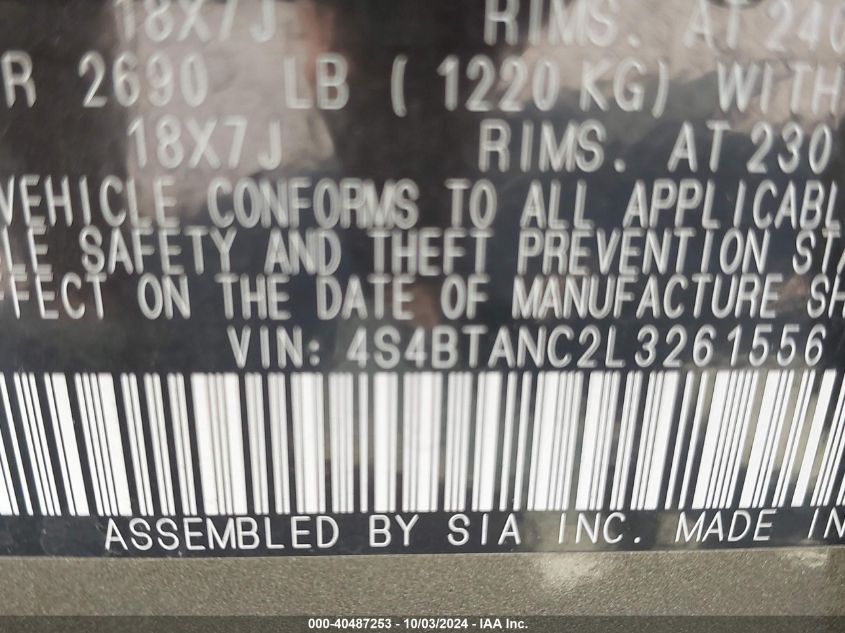 18X7J RIMS. AT 240
R 2690 LB ( 1220 KG) WITH
18X7J RIMS. AT 230
VEHICLE CONFORMS TO ALL APPLICABL
LE SAFETY AND THEFT PREVENTION STA
FFECT ON THE DATE OF MANUFACTURE SH
VIN: 4S4BTANC2L3261556
ASSEMBLED BY SIA INC. MADE IN
000-40487253 - 10/03/2024 - IAA Inc.